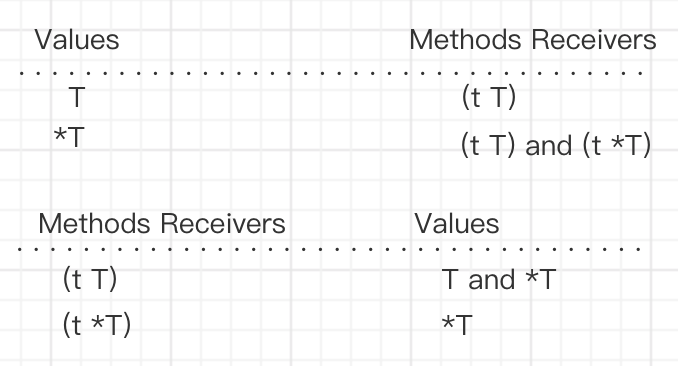 Values Methods Receivers
T (t T)
*T (t T) and (t *T)
Methods Receivers Values
(t T) T and *T
(t *T) *T